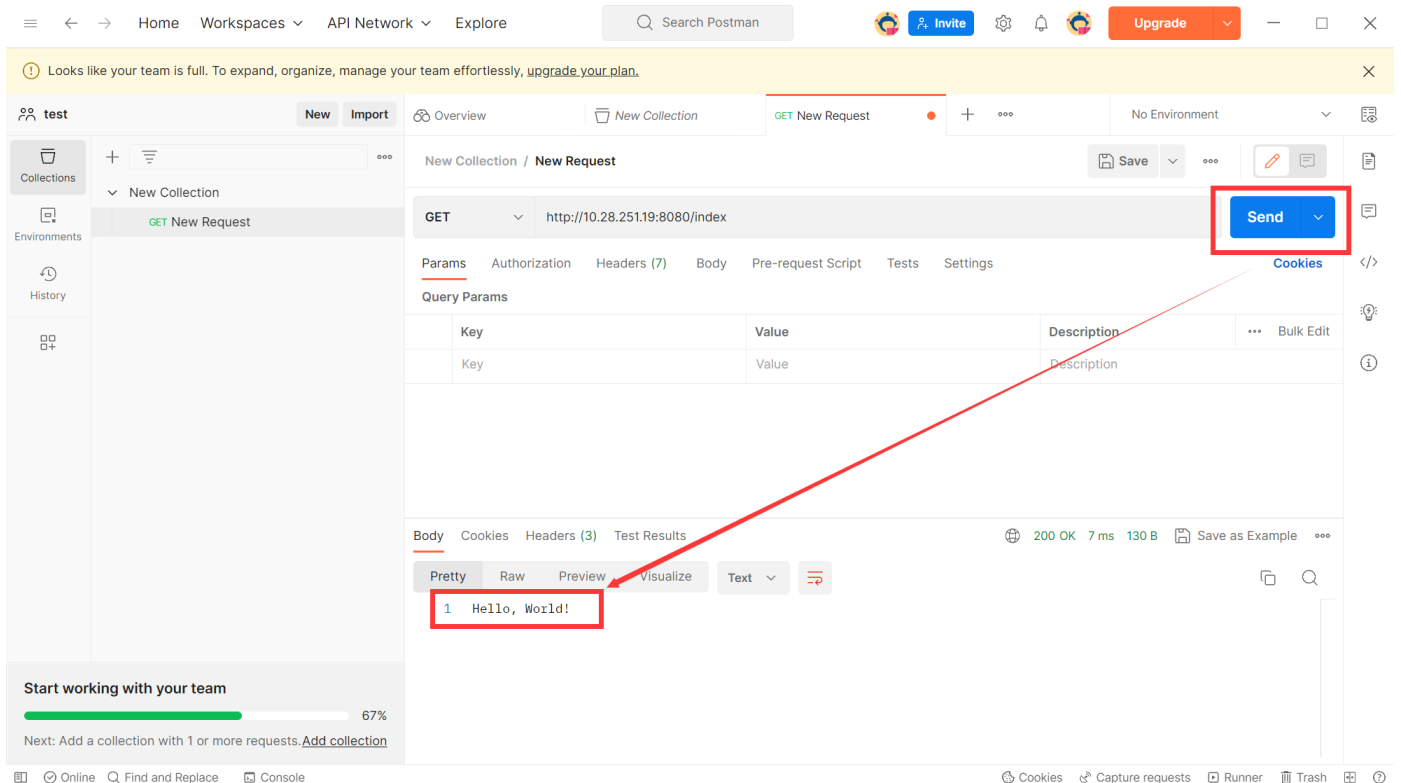 Home Workspaces API Network Explore Search Postman Invite Upgrade
Looks like your team is full. To expand, organize, manage your team effortlessly, upgrade your plan.
test New Import Overview New Collection GET New Request No Environment
Collections
Environments
History
New Collection
GET New Request
New Collection / New Request Save
GET http://10.28.251.19:8080/index Send
Params Authorization Headers (7) Body Pre-request Script Tests Settings Cookies
Query Params
Key Value Description Bulk Edit
Key Value Description
Body Cookies Headers (3) Test Results 200 OK 7 ms 130 B Save as Example
Pretty Raw Preview Visualize Text
1 Hello, World!
Start working with your team
67%
Next: Add a collection with 1 or more requests. Add collection
Online Find and Replace Console Cookies Capture requests Runner Trash